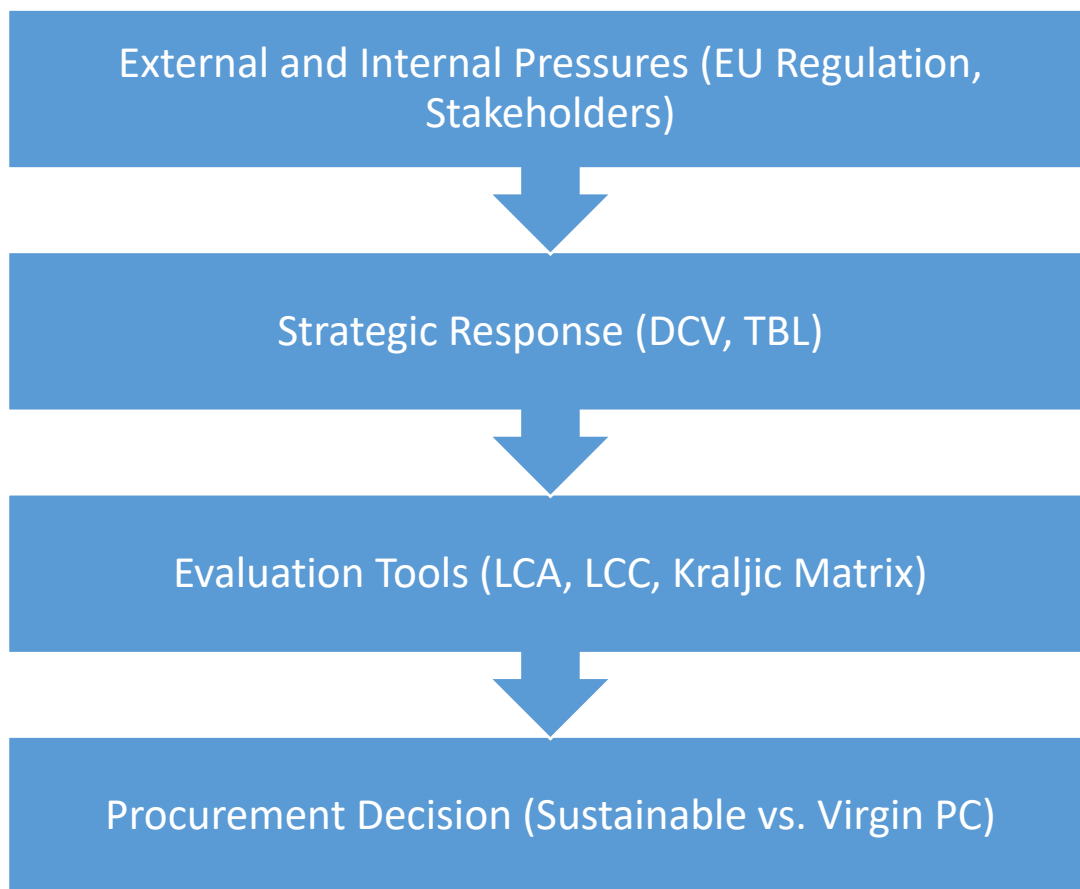 External and Internal Pressures (EU Regulation,
Stakeholders)
Strategic Response (DCV, TBL)
Evaluation Tools (LCA, LCC, Kraljic Matrix)
Procurement Decision (Sustainable vs. Virgin PC)